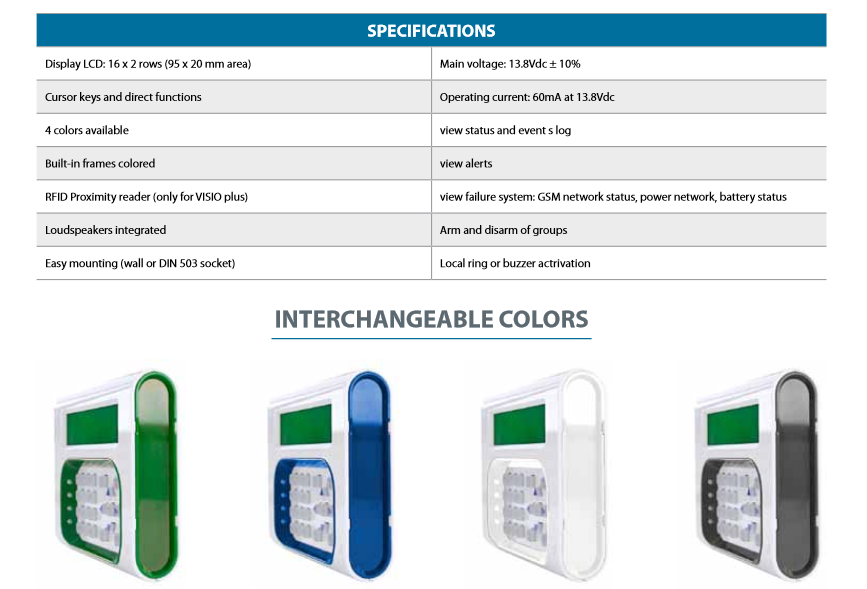 SPECIFICATIONS
Display LCD: 16 x 2 rows (95 x 20 mm area)
Main voltage: 13.8Vdc ± 10%
Cursor keys and direct functions
Operating current: 60mA at 13.8Vdc
4 colors available
view status and event s log
Built-in frames colored
view alerts
RFID Proximity reader (only for VISIO plus)
view failure system: GSM network status, power network, battery status
Loudspeakers integrated
Arm and disarm of groups
Easy mounting (wall or DIN 503 socket)
Local ring or buzzer actrivation
INTERCHANGEABLE COLORS